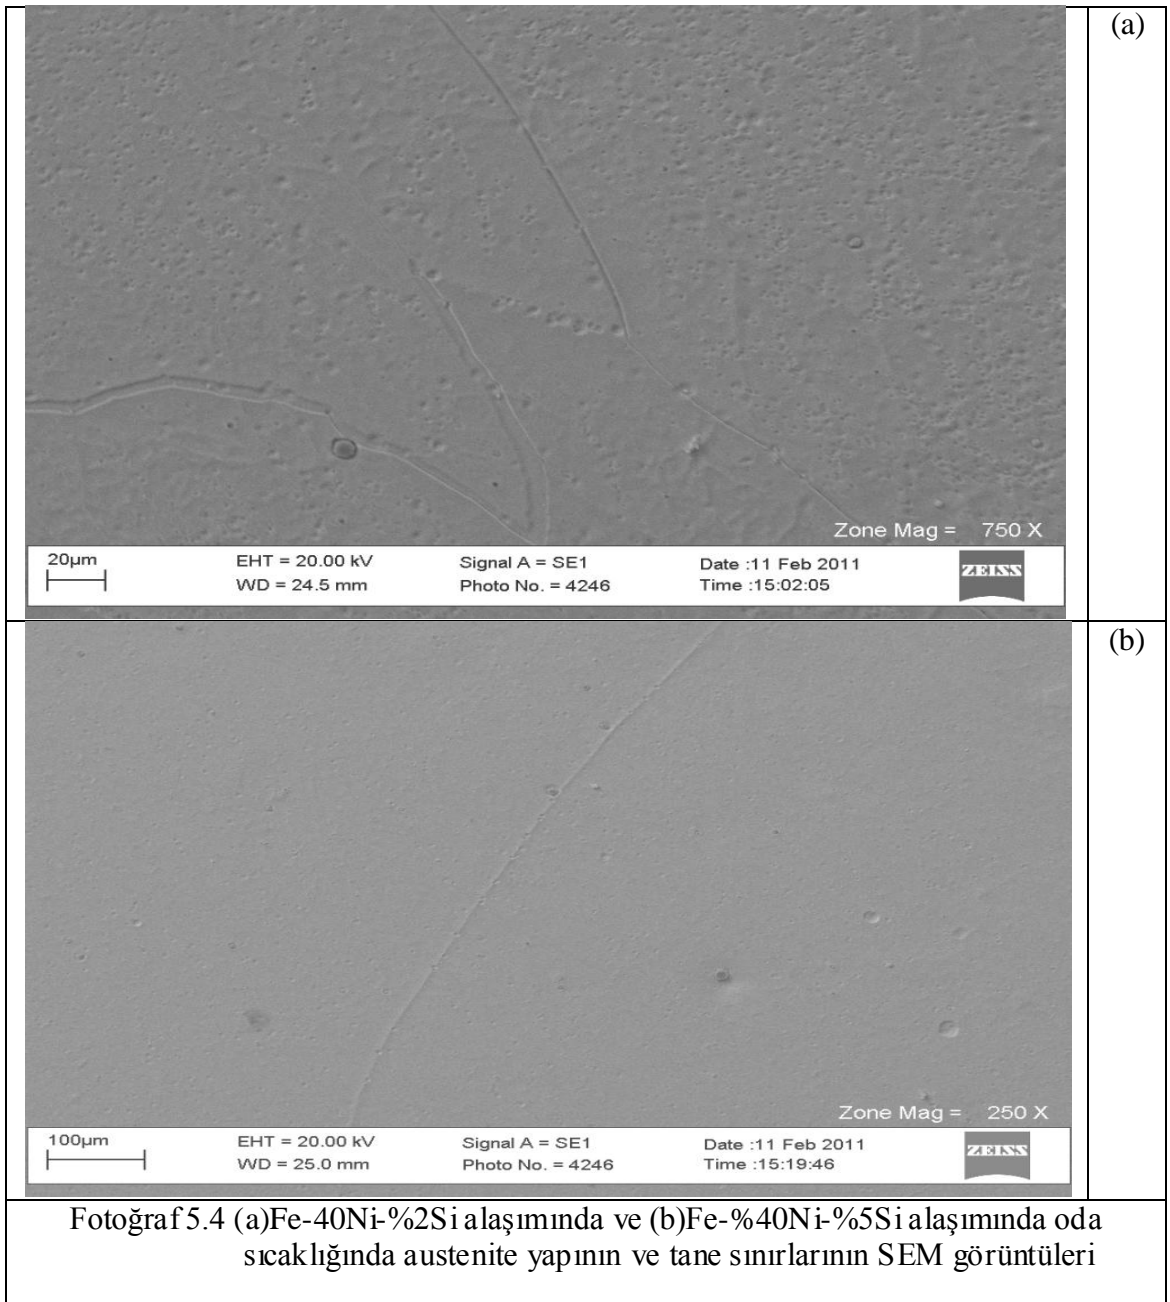 (a)
Zone Mag = 750 X
20µm
EHT = 20.00 kV
Signal A = SE1
Date :11 Feb 2011
ZEISS
WD = 24.5 mm
Photo No. = 4246
Time :15:02:05
(b)
Zone Mag = 250 X
100µm
EHT = 20.00 kV
Signal A = SE1
Date :11 Feb 2011
ZEISS
WD = 25.0 mm
Photo No. = 4246
Time :15:19:46
Fotoğraf 5.4 (a)Fe-40Ni-%2Si alaşımında ve (b)Fe-%40Ni-%5Si alaşımında oda
sıcaklığında austenite yapının ve tane sınırlarının SEM görüntüleri